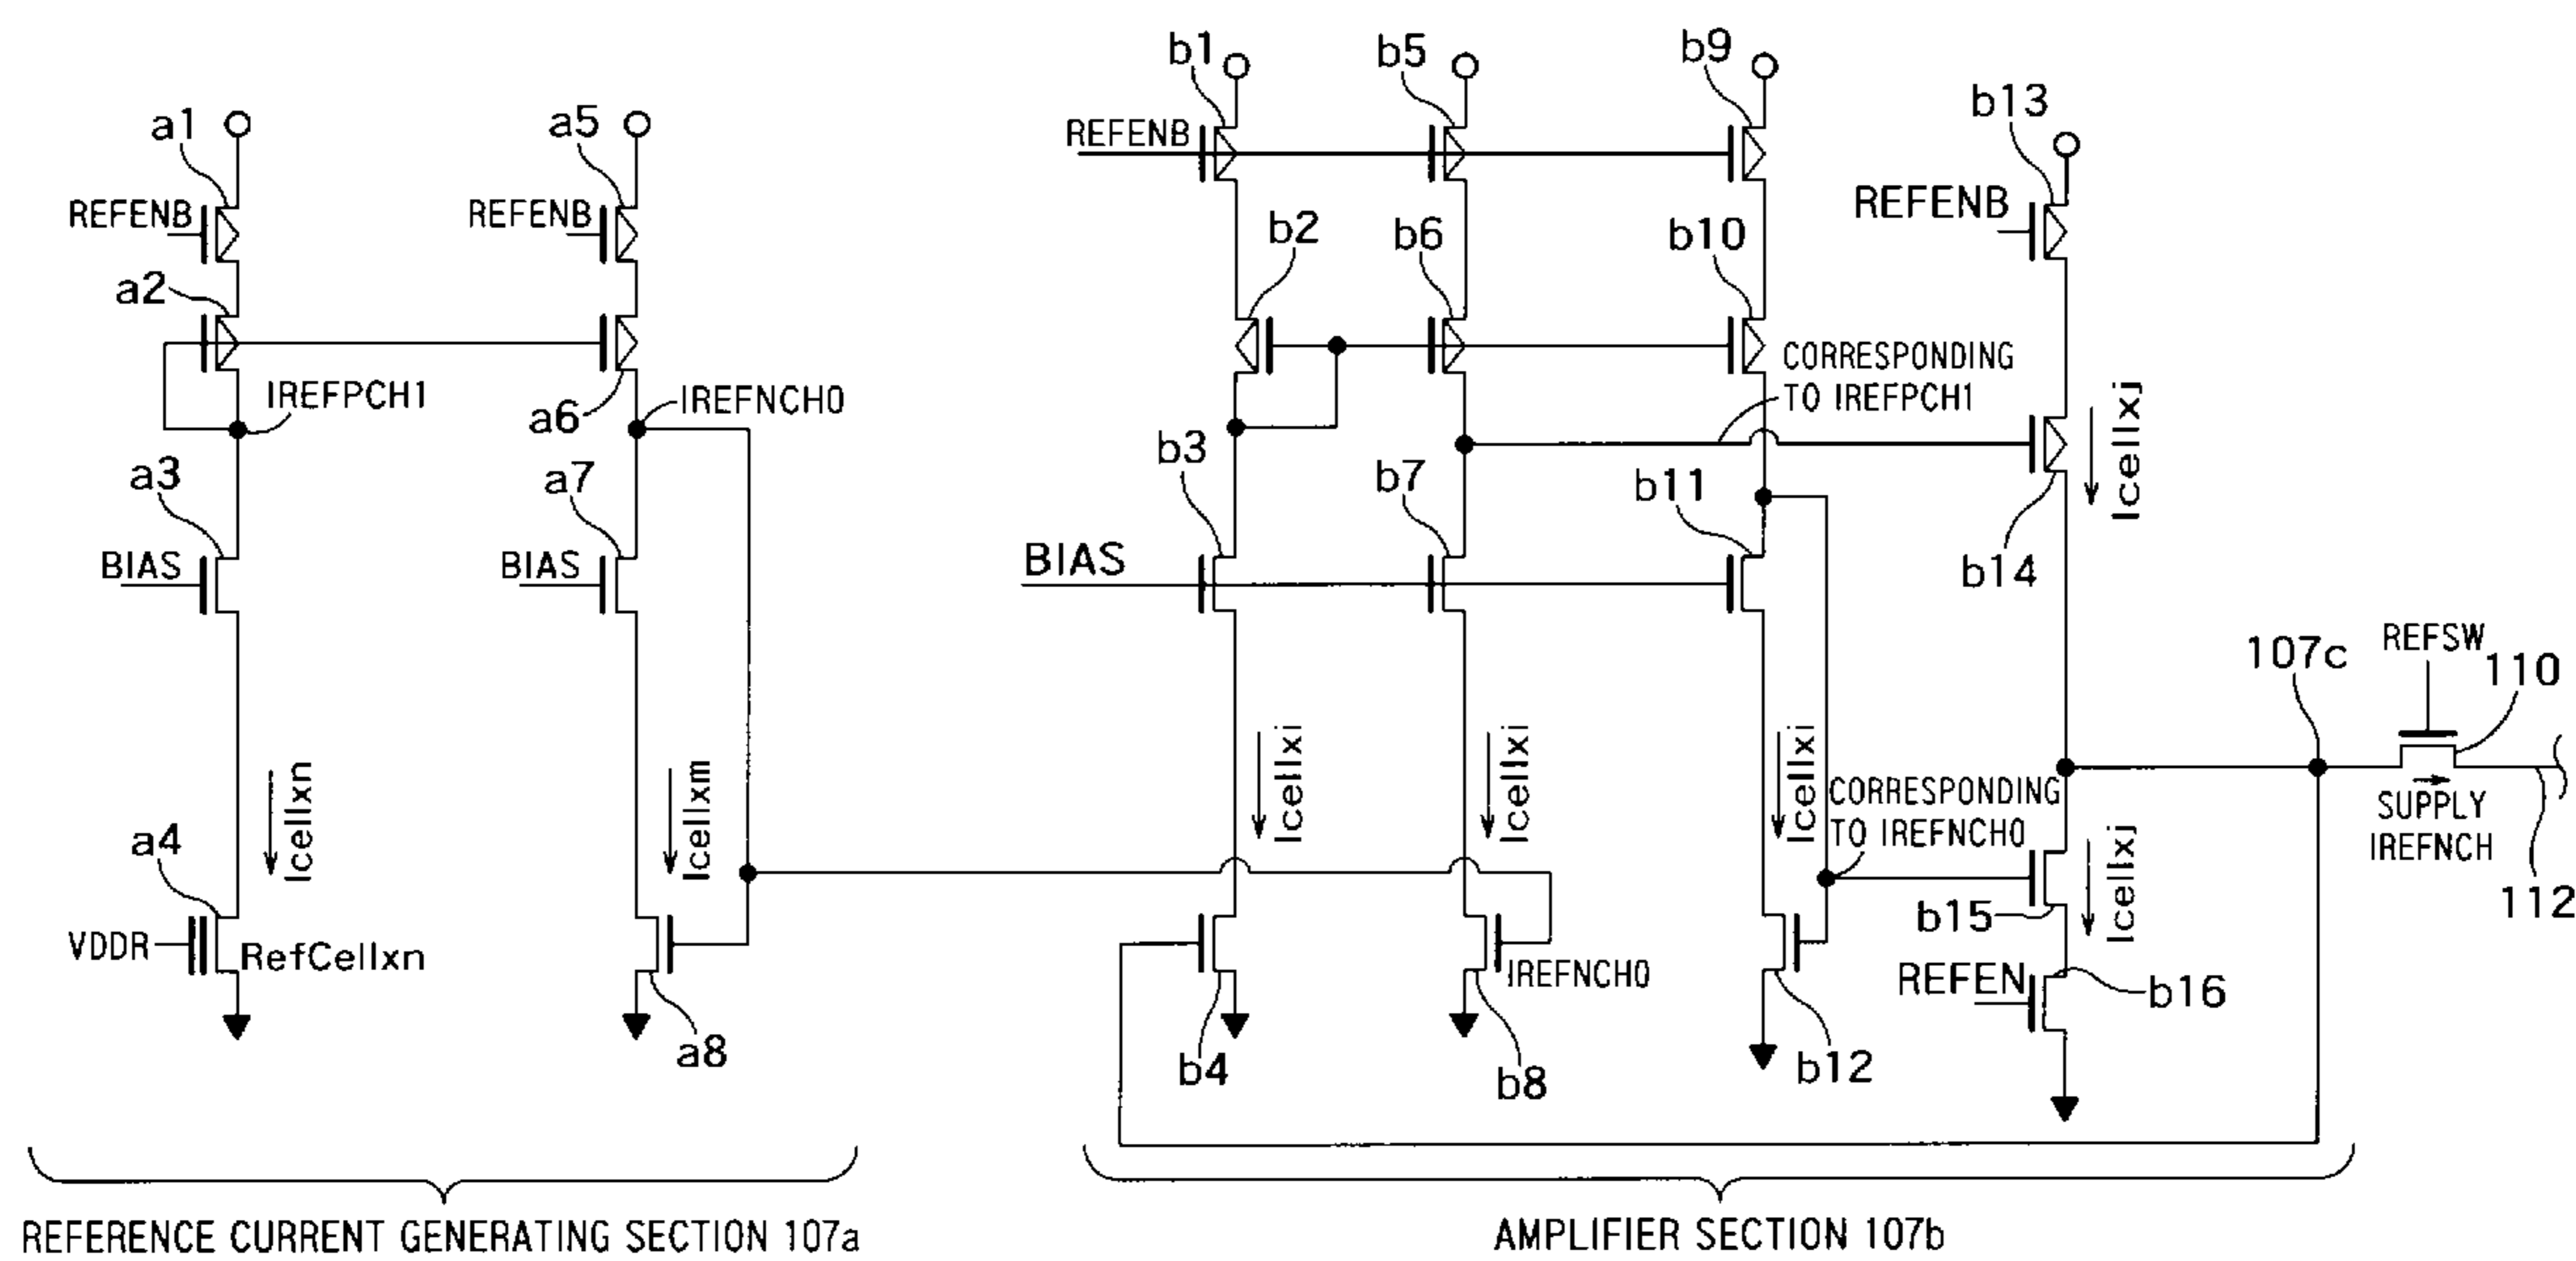 b1
b5
b9
b13
a1
a5
REFENB
REFENB
REFENB
REFENB
b2
b6
b10
a2
CORRESPONDING
TO IREFPCH1
IREFPCH1
a6
IREFNCH0
Icellxj
a3
a7
b3
b7
b11
BIAS
BIAS
BIAS
b14
REFSW
107c
110
Icellxn
Icellxm
Icellxi
Icellxi
Icellxi
CORRESPONDING
TO IREFNCH0
SUPPLY
IREFNCH
a4
Icellxj
112
b15
VDDR
RefCellxn
IREFNCH0
REFEN
b16
a8
b4
b8
b12
REFERENCE CURRENT GENERATING SECTION 107a
AMPLIFIER SECTION 107b